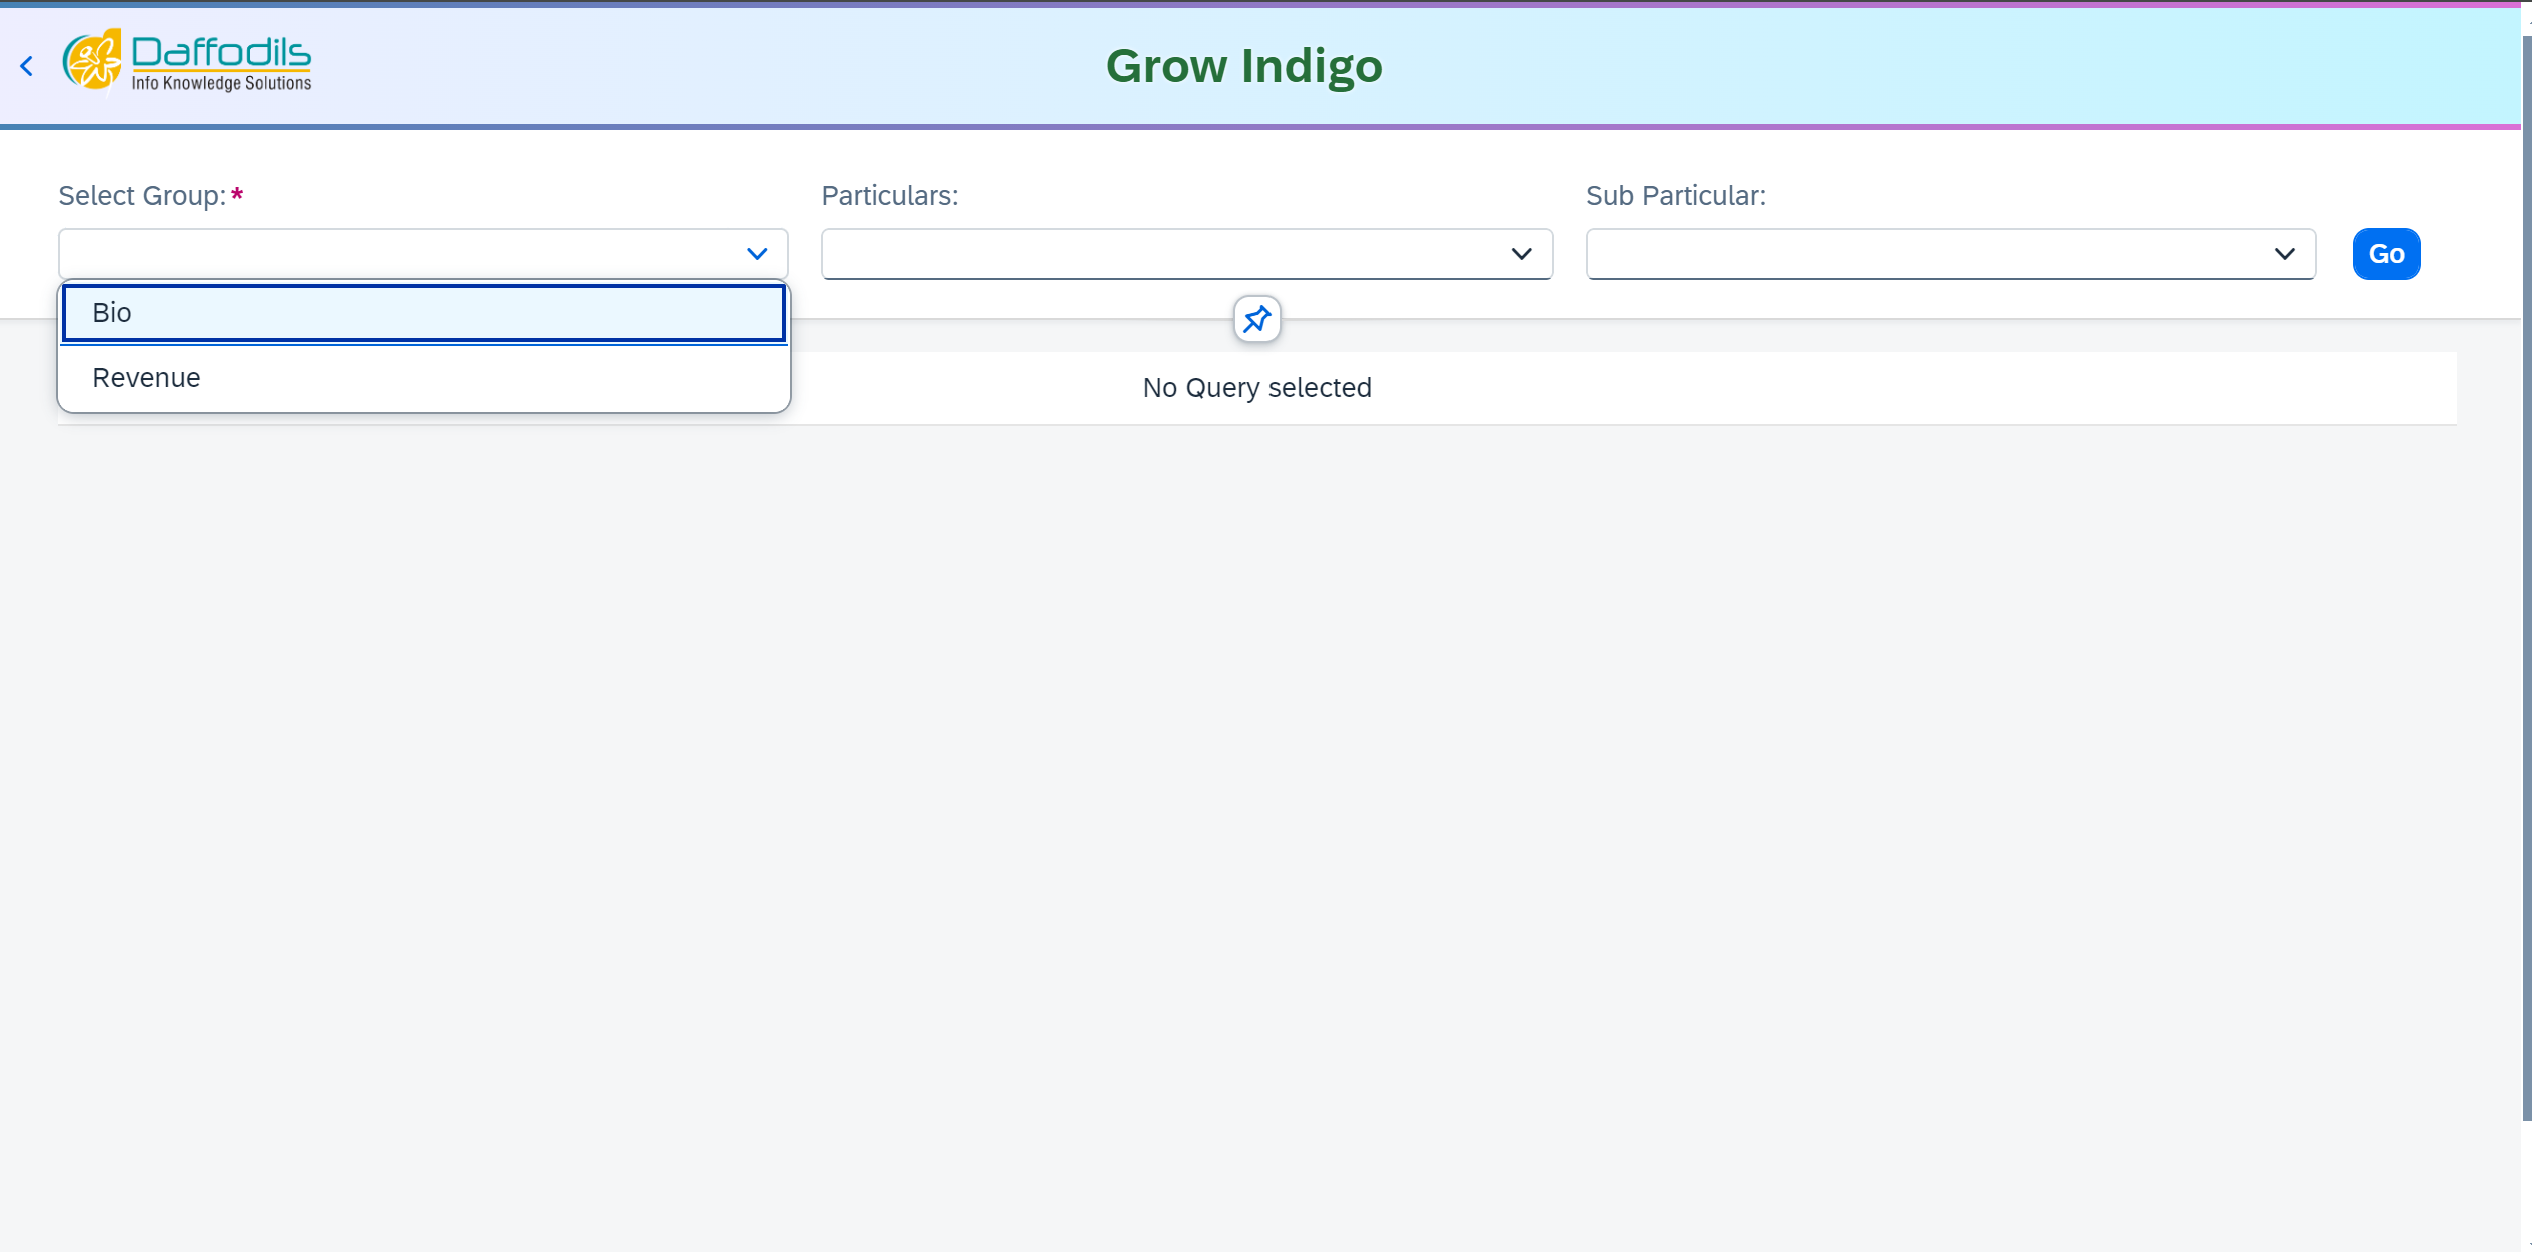 Daffodils
Info Knowledge Solutions
Grow Indigo
Select Group:*
Particulars:
Sub Particular:
Go
Bio
Revenue
No Query selected